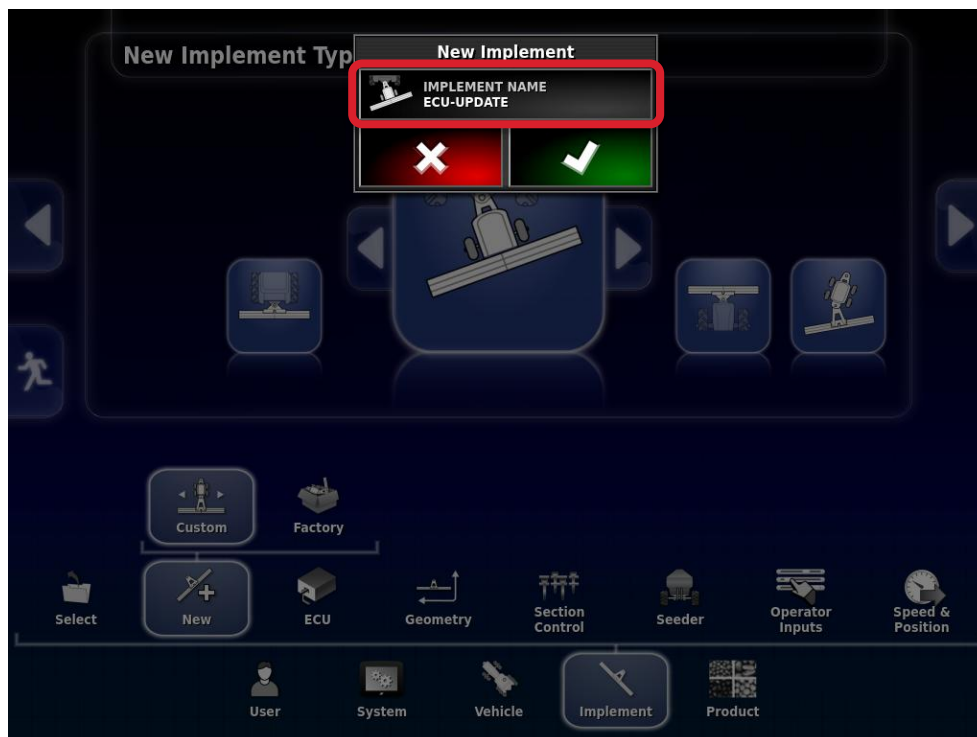 New Implement Typ
New Implement
IMPLEMENT NAME
ECU-UPDATE
Custom
Factory
Select
New
ECU
Geometry
Section
Control
Seeder
Operator
Inputs
Speed &
Position
User
System
Vehicle
Implement
Product